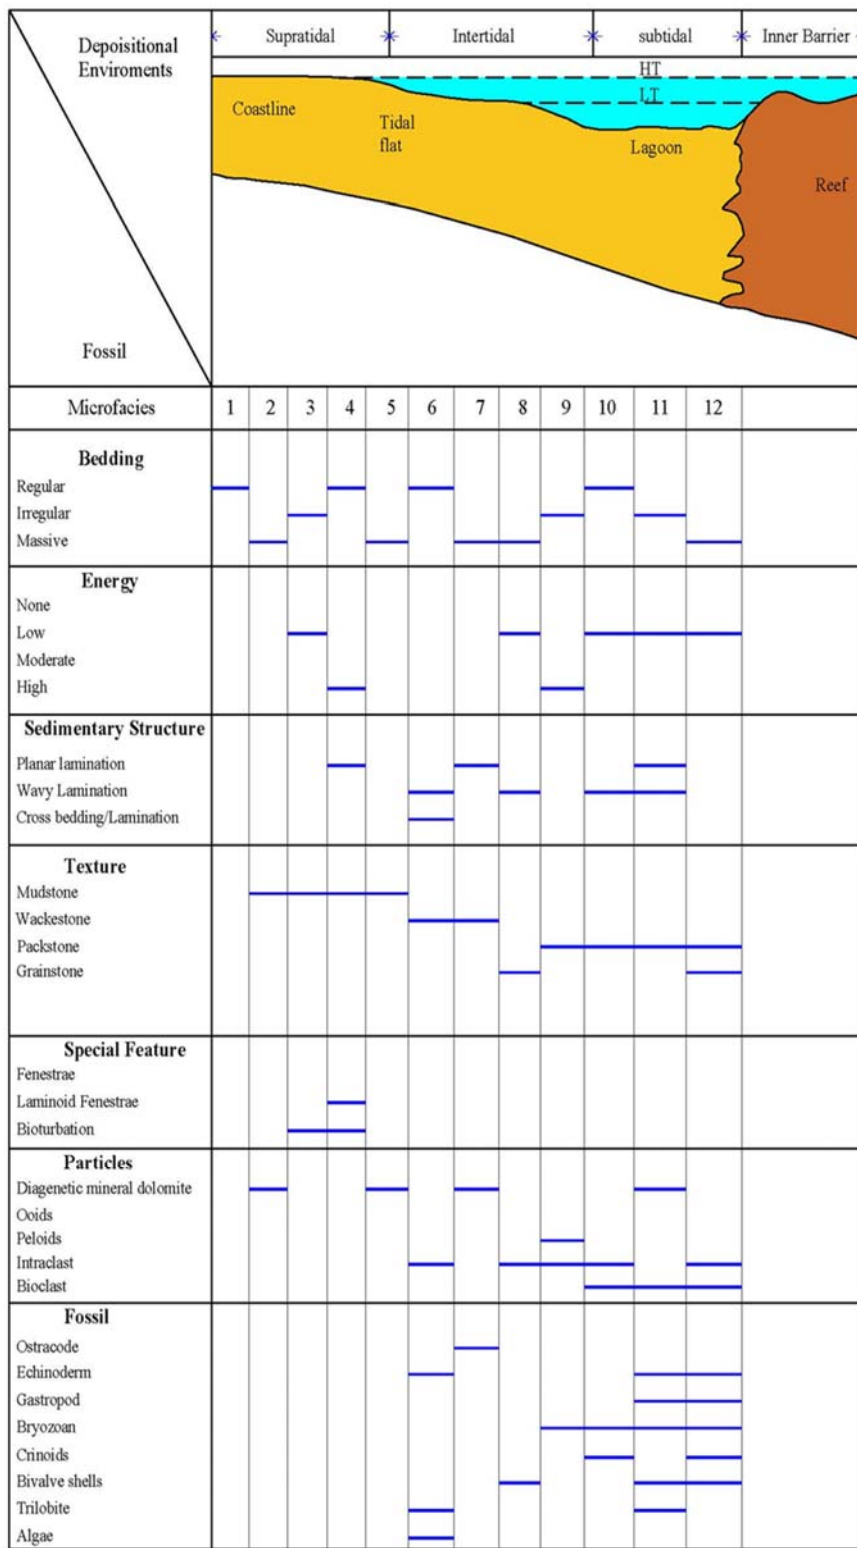 Depoisitional
Enviroments
Supratidal
Intertidal
subtidal
Inner Barrier
HT
LT
Coastline
Tidal
flat
Lagoon
Reef
Fossil
Microfacies 1 2 3 4 5 6 7 8 9 10 11 12
Bedding
Regular
Irregular
Massive
Energy
None
Low
Moderate
High
Sedimentary Structure
Planar lamination
Wavy Lamination
Cross bedding/Lamination
Texture
Mudstone
Wackestone
Packstone
Grainstone
Special Feature
Fenestrae
Laminoid Fenestrae
Bioturbation
Particles
Diagenetic mineral dolomite
Ooids
Peloids
Intraclast
Bioclast
Fossil
Ostracode
Echinoderm
Gastropod
Bryozoan
Crinoids
Bivalve shells
Trilobite
Algae